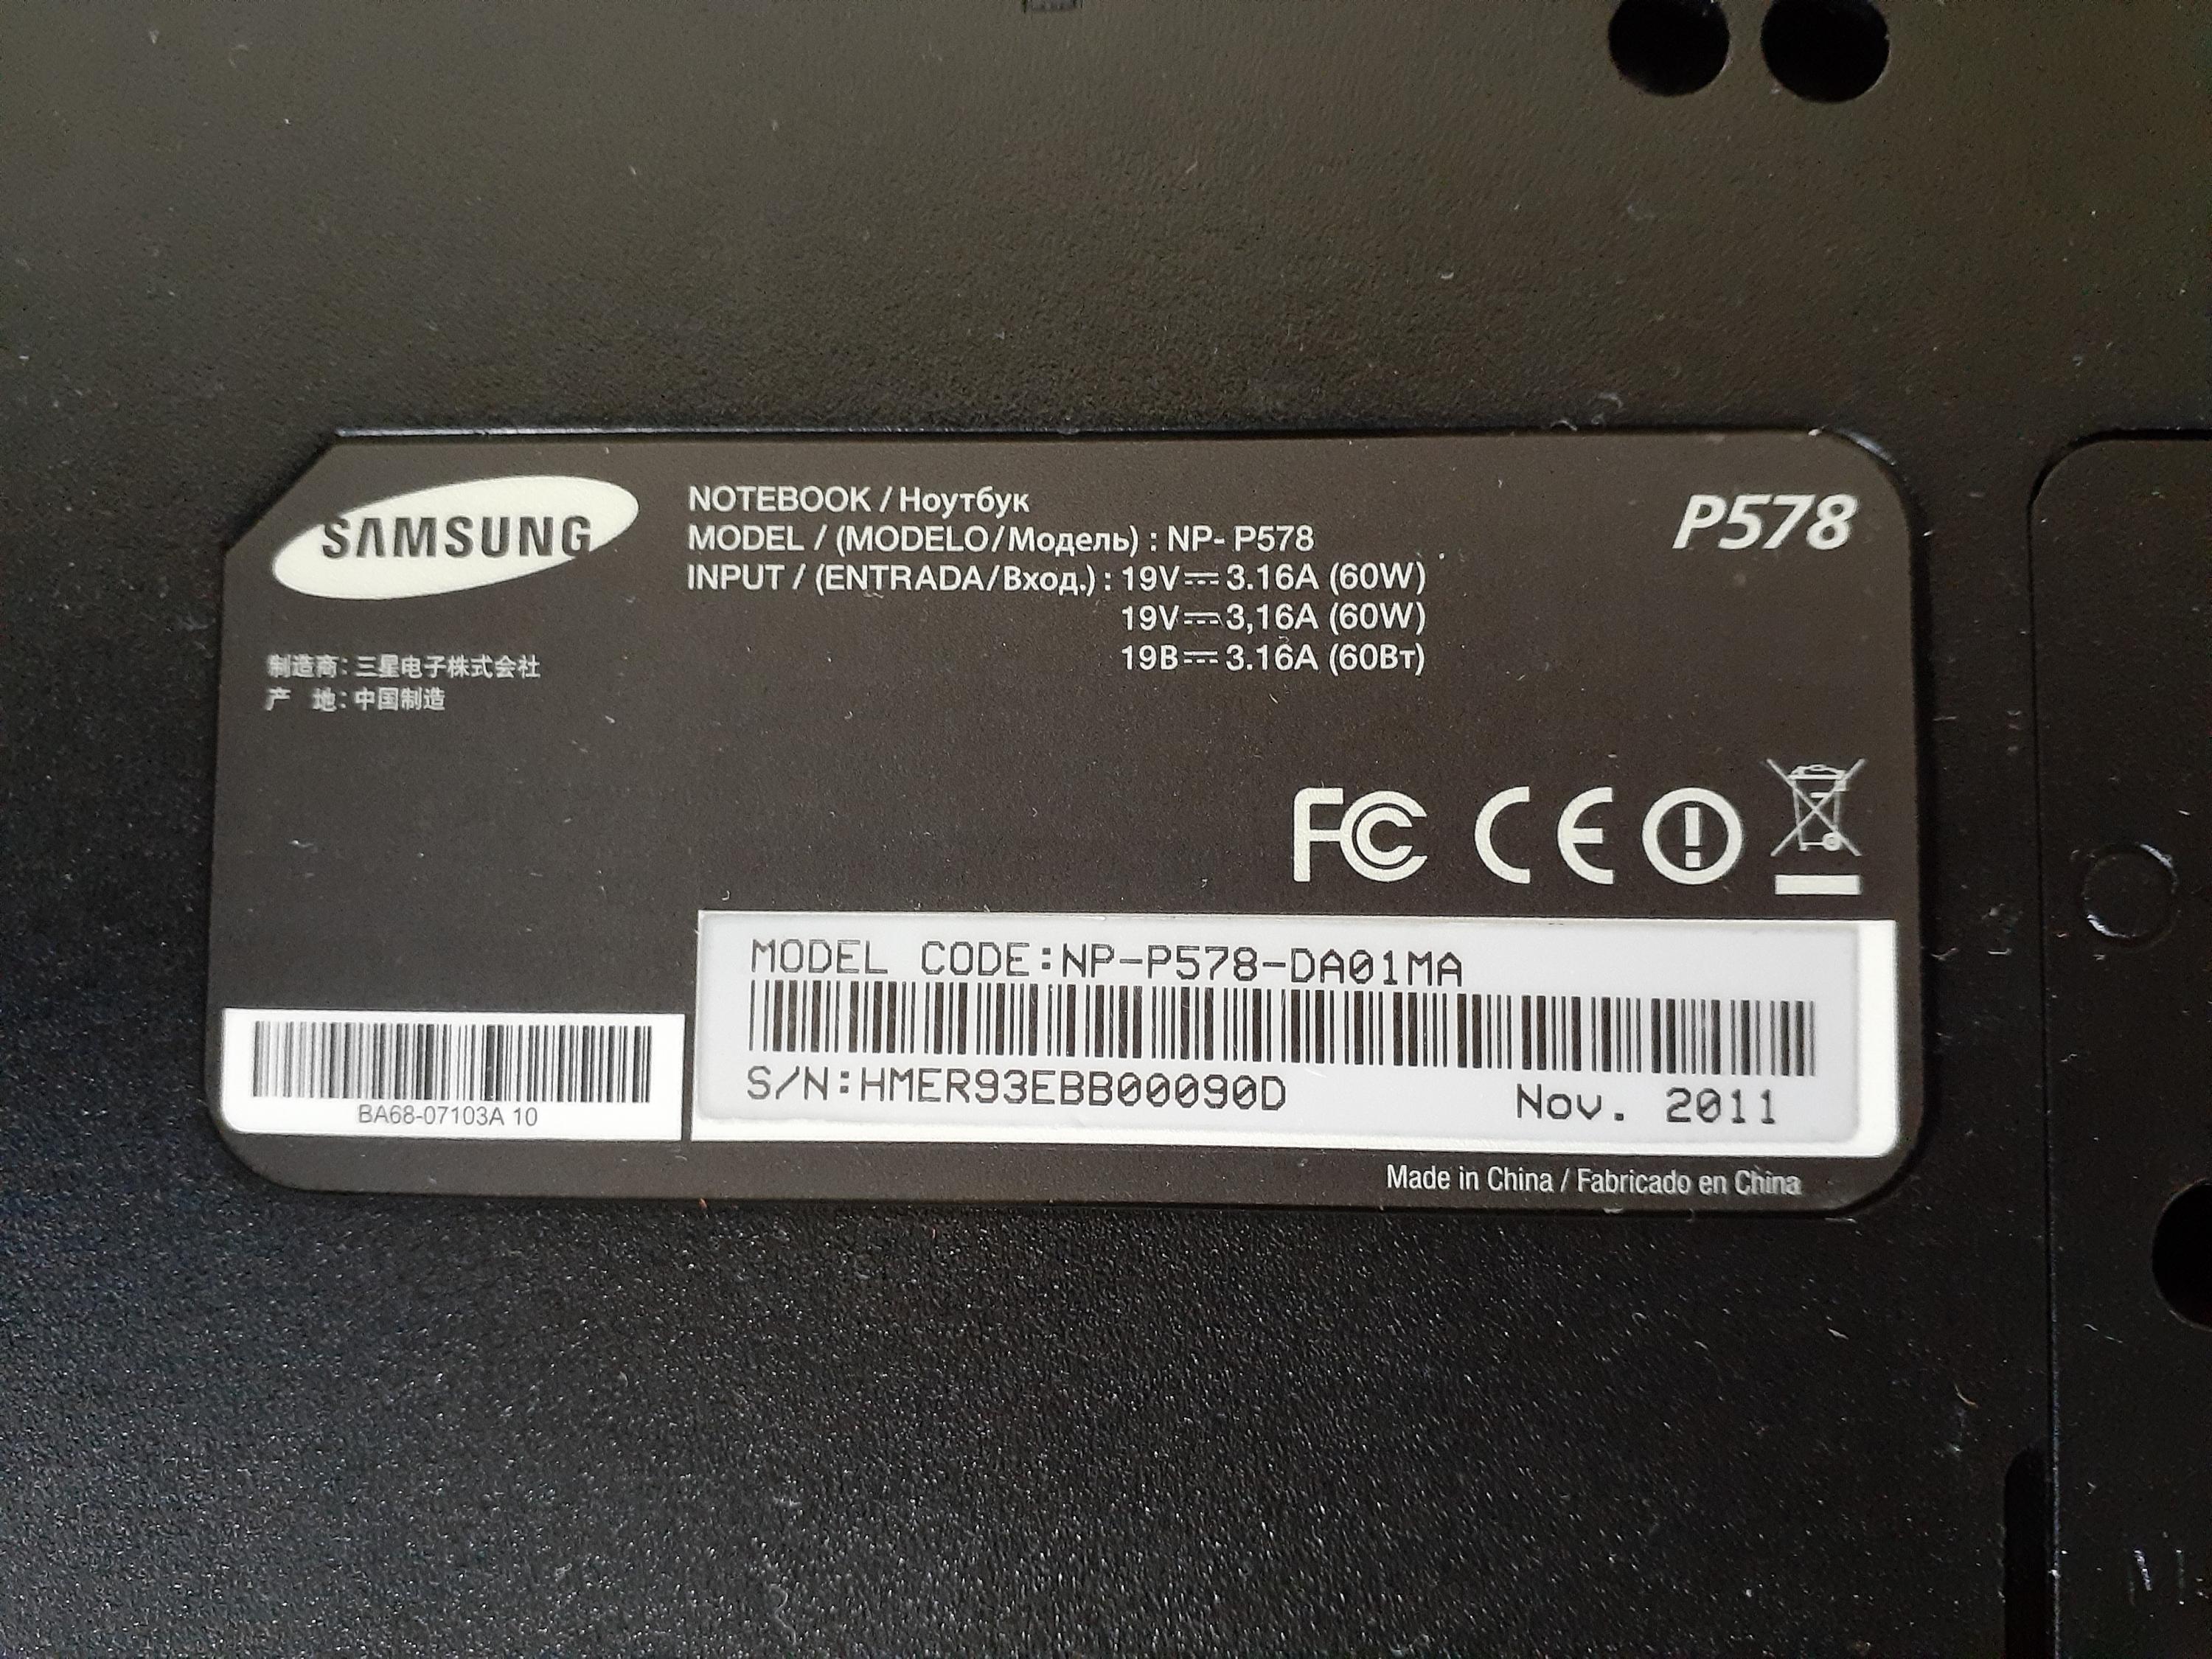 SAMSUNG
制造商: 三星电子株式会社
产 地: 中国制造
NOTEBOOK / Ноутбук
MODEL / (MODELO/Модель) : NP- P578
INPUT / (ENTRADA/Вход.) : 19V⎓3.16A (60W)
19V⎓3,16A (60W)
19В⎓3.16A (60Вт)
P578
FC CE
MODEL CODE:NP-P578-DA01MA
S/N:HMER93EBB00090D Nov. 2011
BA68-07103A 10
Made in China / Fabricado en China